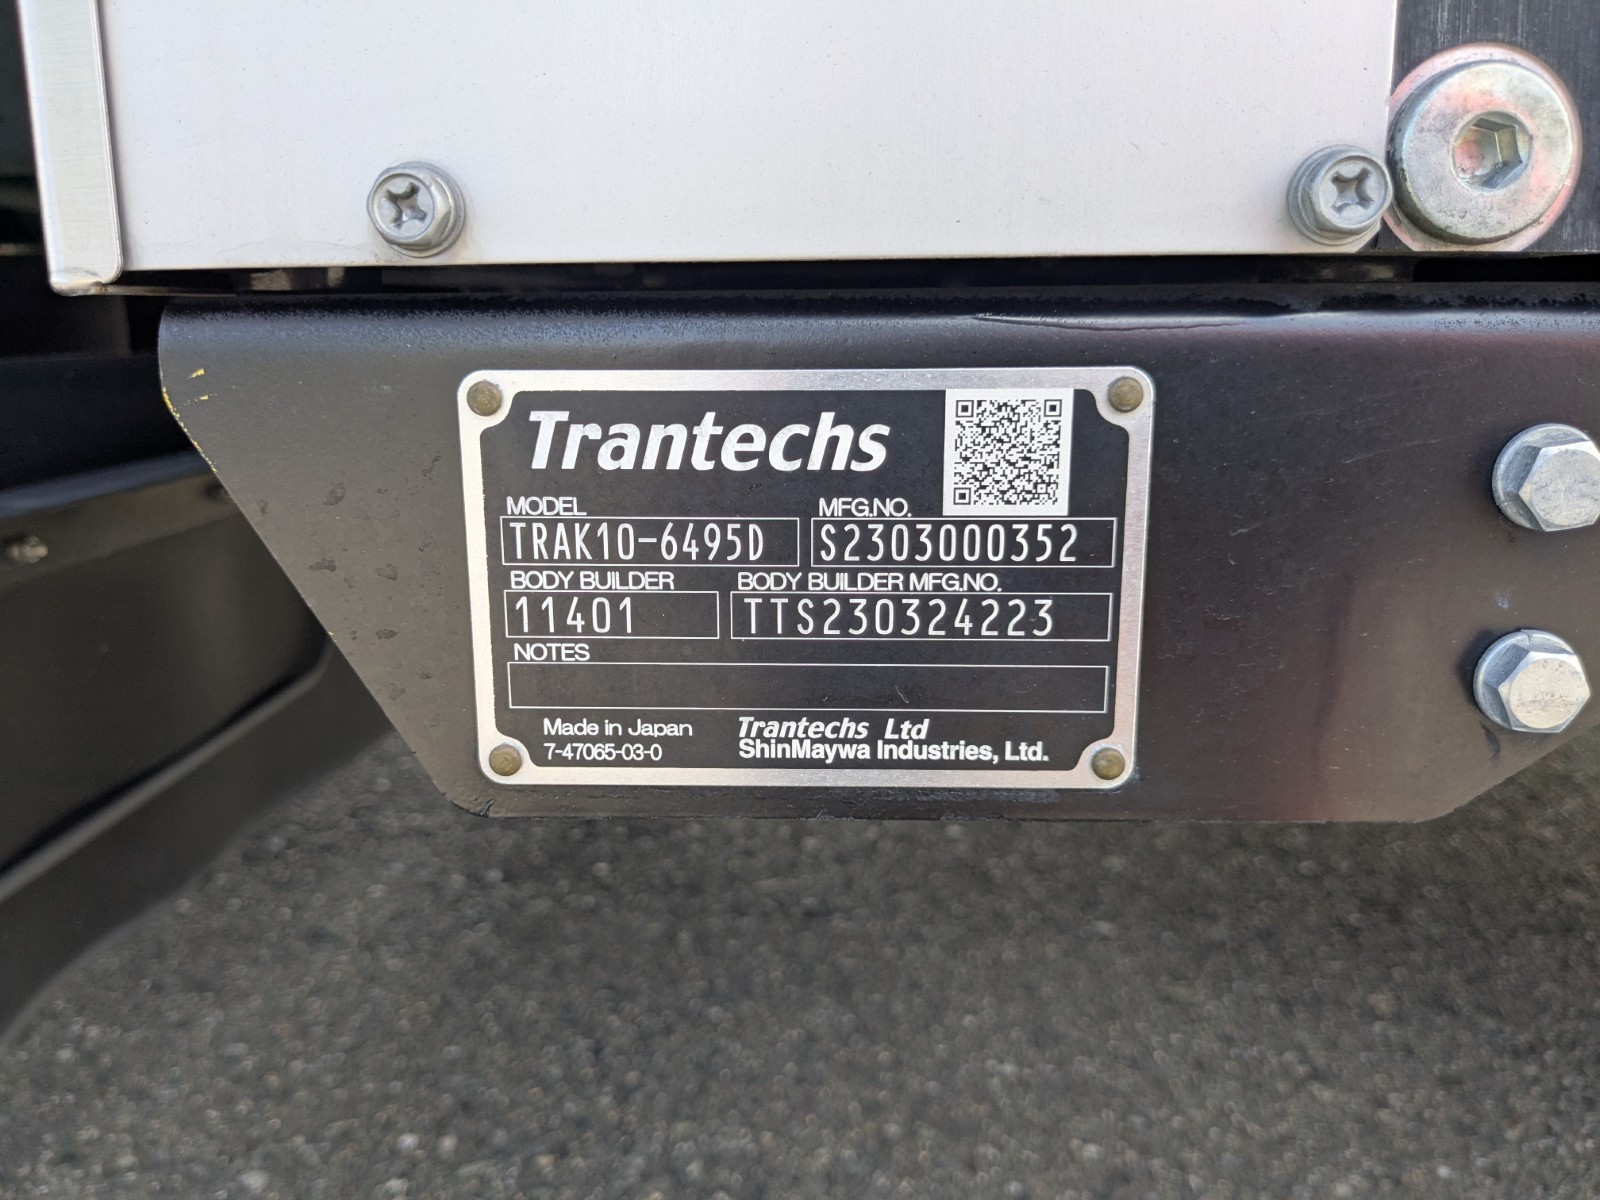 Trantechs
MODEL MFG.NO.
TRAK10-6495D S2303000352
BODY BUILDER BODY BUILDER MFG.NO.
11401 TTS230324223
NOTES
Made in Japan Trantechs Ltd
7-47065-03-0 ShinMaywa Industries, Ltd.